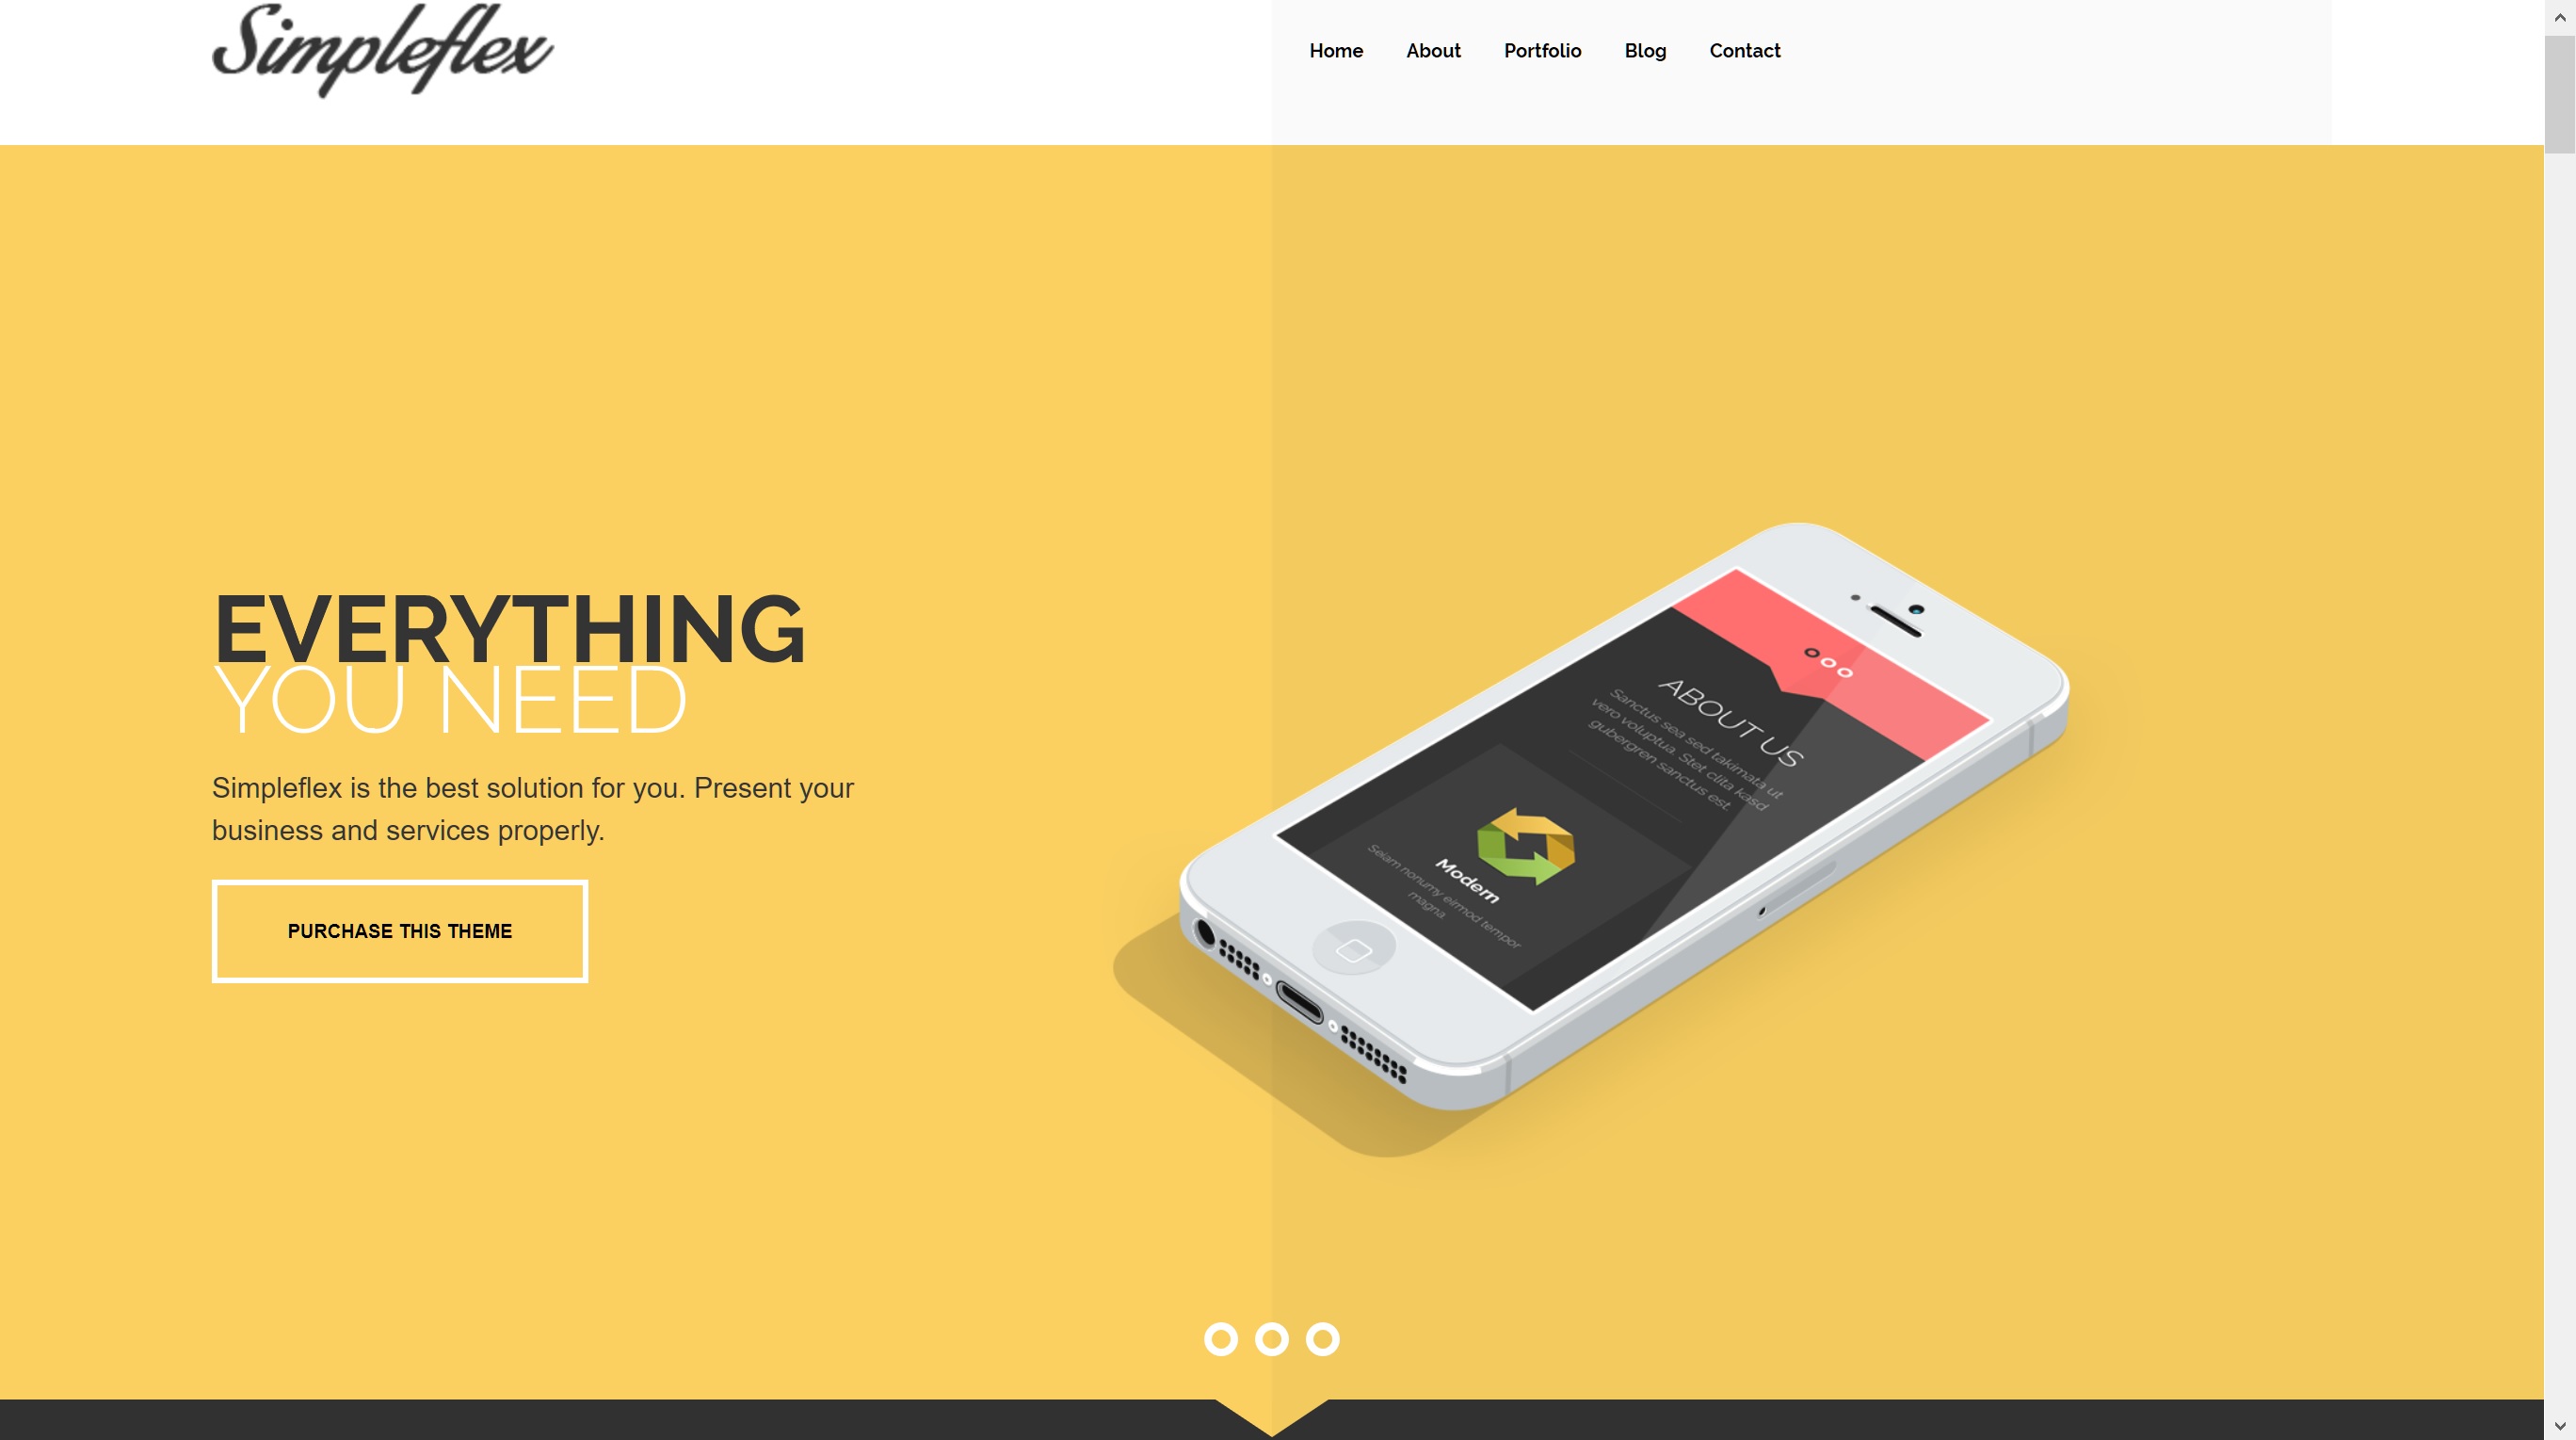 Simpleflex
Home About Portfolio Blog Contact
EVERYTHING
YOU NEED
Simpleflex is the best solution for you. Present your
business and services properly.
PURCHASE THIS THEME
ABOUT US
Sanctus sea sed takimata ut
vero voluptua. Stet clita kasd
gubergren sanctus est.
Modern
Selam nonumy eirmod tempor
magna